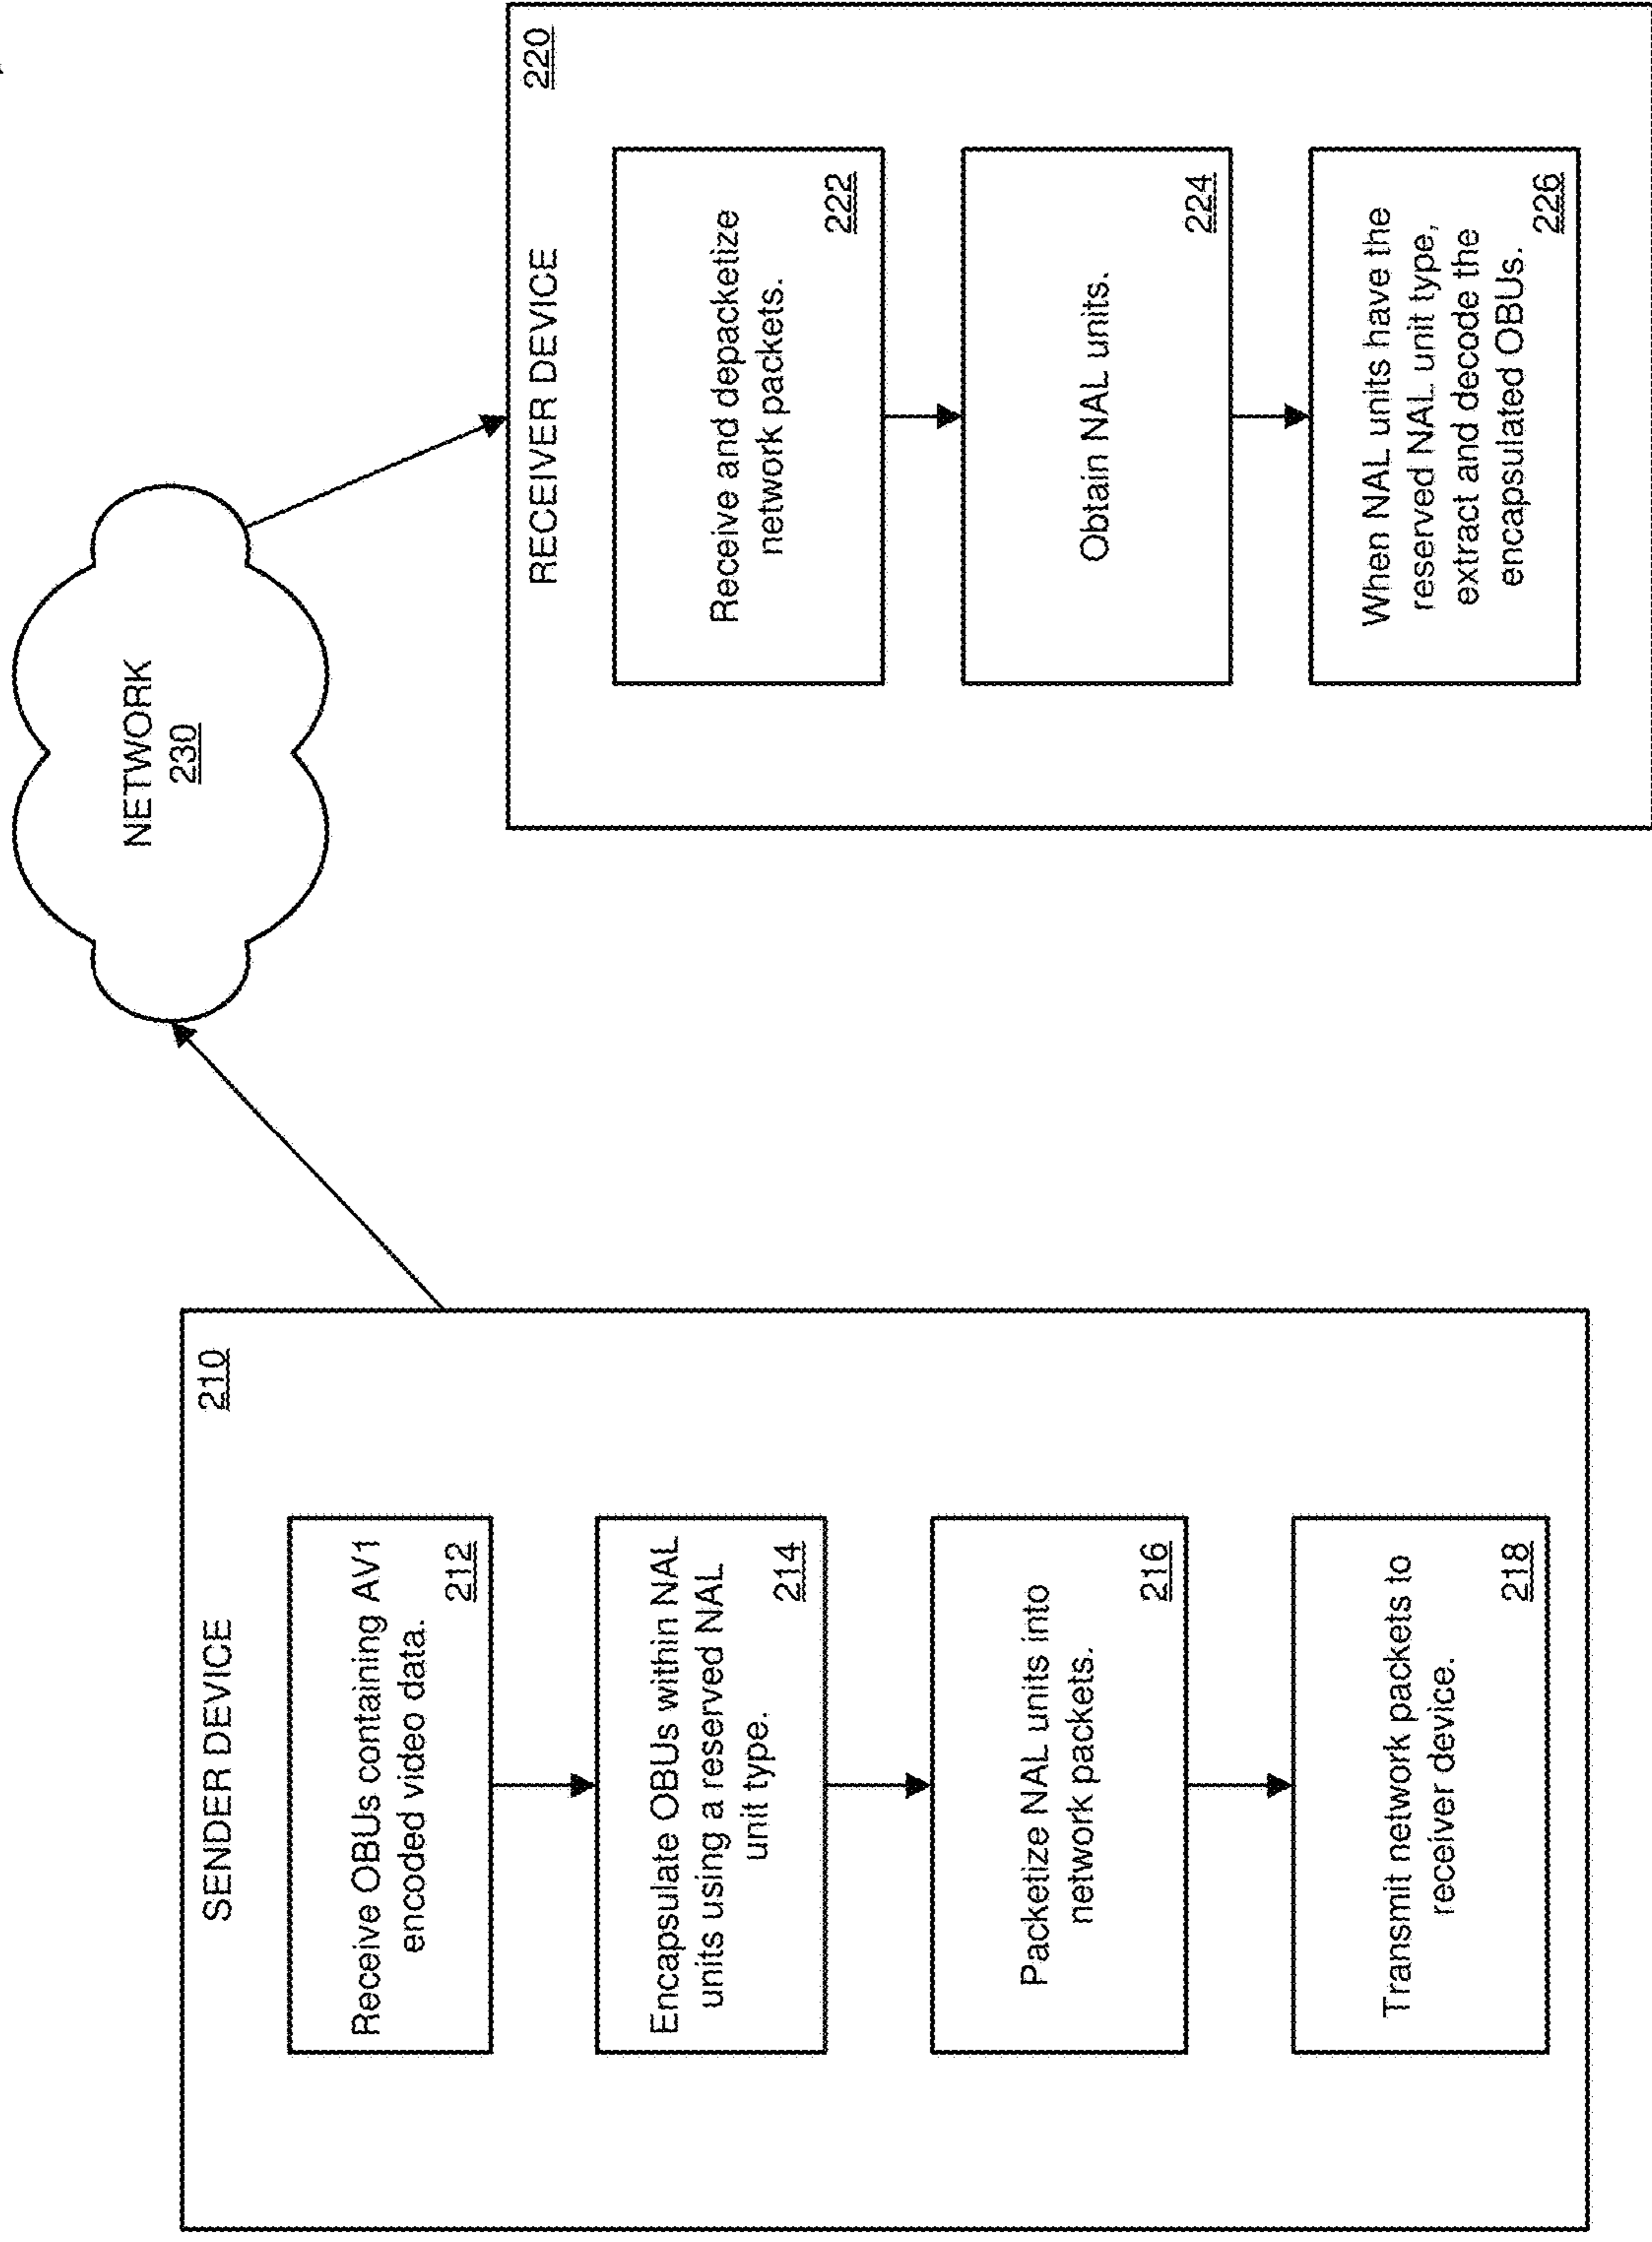 SENDER DEVICE
210
Receive OBUs containing AV1
encoded video data.
212
Encapsulate OBUs within NAL
units using a reserved NAL
unit type.
214
Packetize NAL units into
network packets.
216
Transmit network packets to
receiver device.
218
NETWORK
230
RECEIVER DEVICE
220
Receive and depacketize
network packets.
222
Obtain NAL units.
224
When NAL units have the
reserved NAL unit type,
extract and decode the
encapsulated OBUs.
226